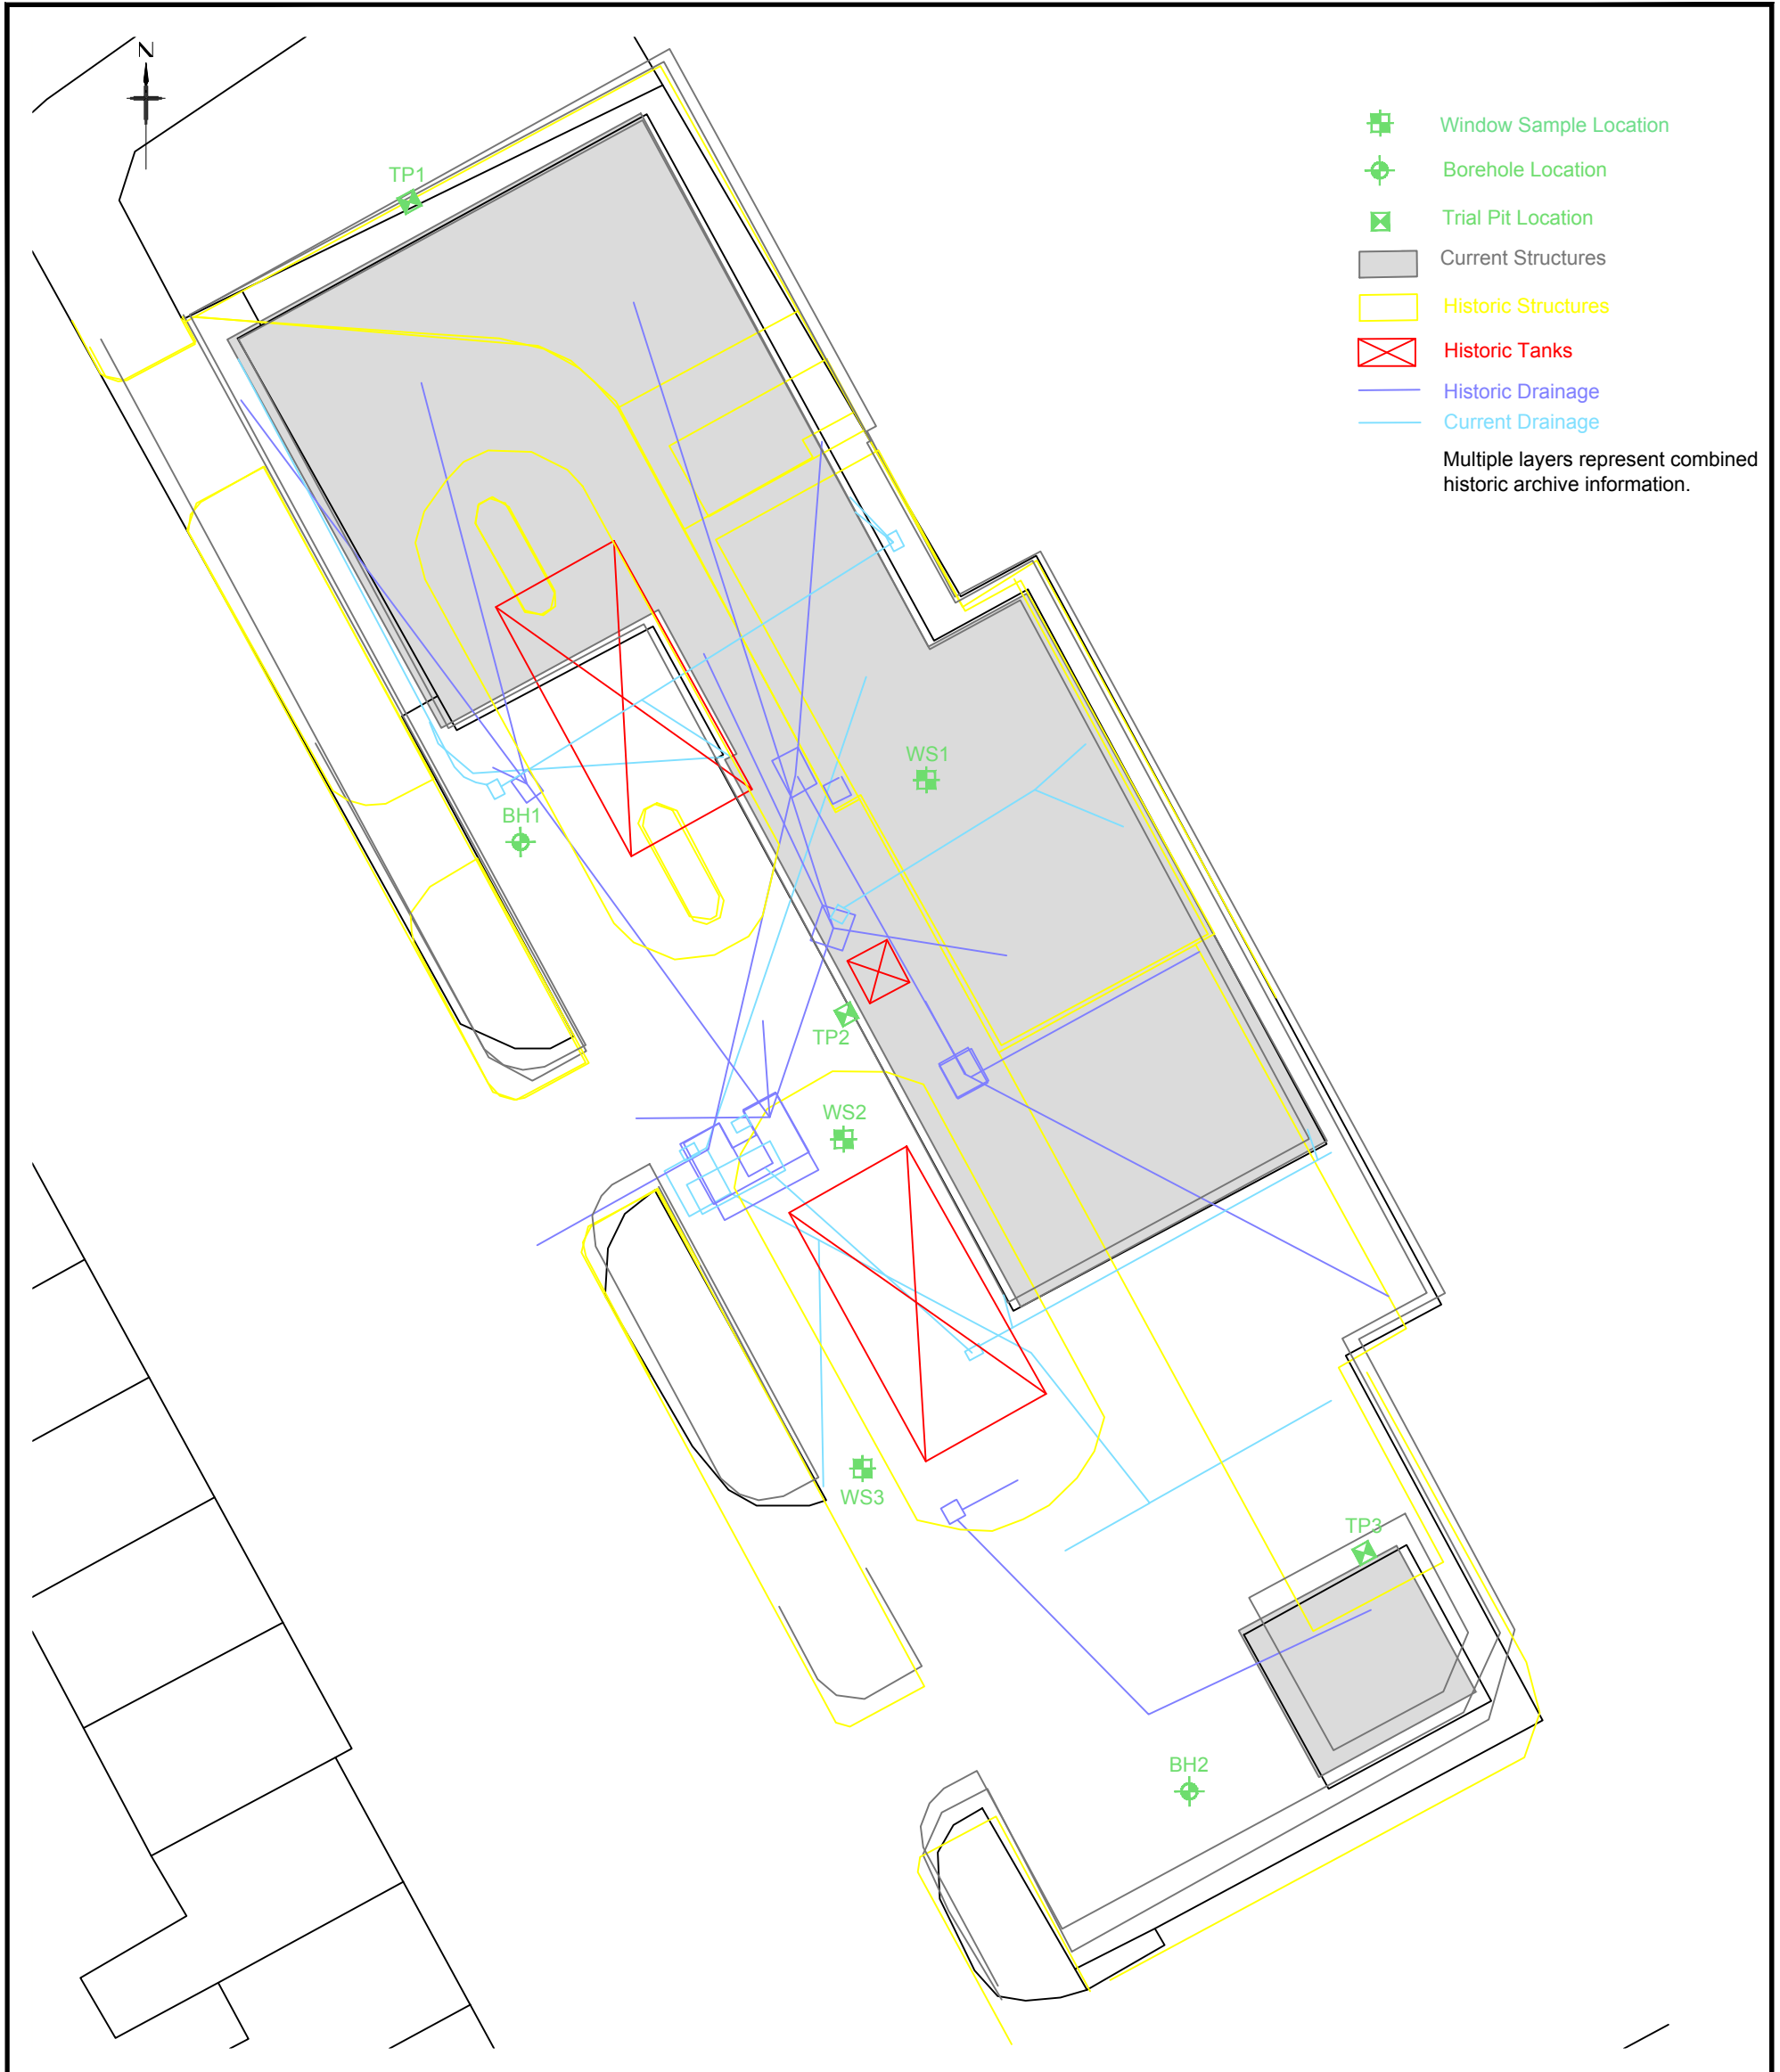 N
TP1
Window Sample Location
Borehole Location
Trial Pit Location
Current Structures
Historic Structures
Historic Tanks
Historic Drainage
Current Drainage
Multiple layers represent combined
historic archive information.
WS1
BH1
TP2
WS2
WS3
TP3
BH2